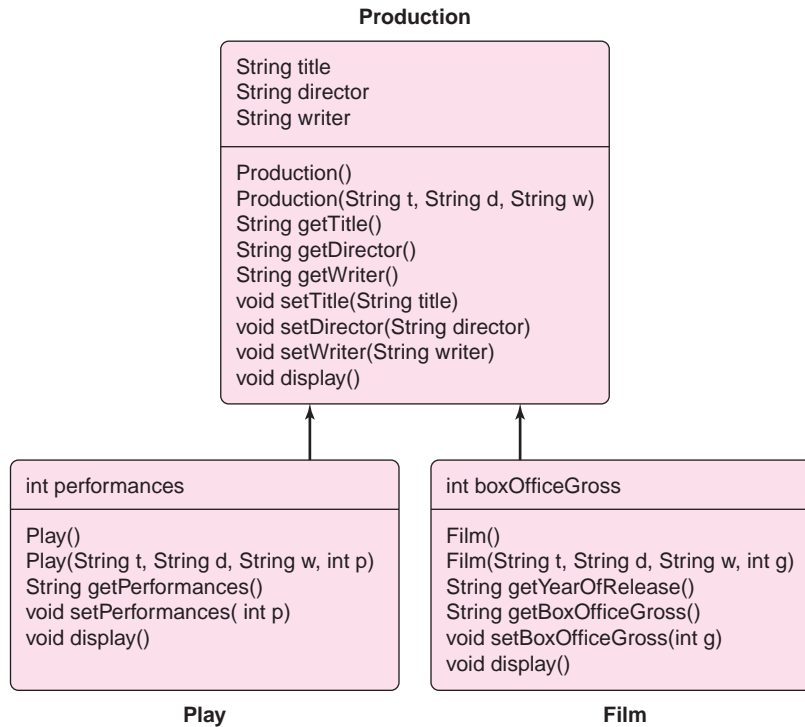 Production
String title
String director
String writer
Production()
Production(String t, String d, String w)
String getTitle()
String getDirector()
String getWriter()
void setTitle(String title)
void setDirector(String director)
void setWriter(String writer)
void display()
int performances
Play()
Play(String t, String d, String w, int p)
String getPerformances()
void setPerformances( int p)
void display()
Play
int boxOfficeGross
Film()
Film(String t, String d, String w, int g)
String getYearOfRelease()
String getBoxOfficeGross()
void setBoxOfficeGross(int g)
void display()
Film